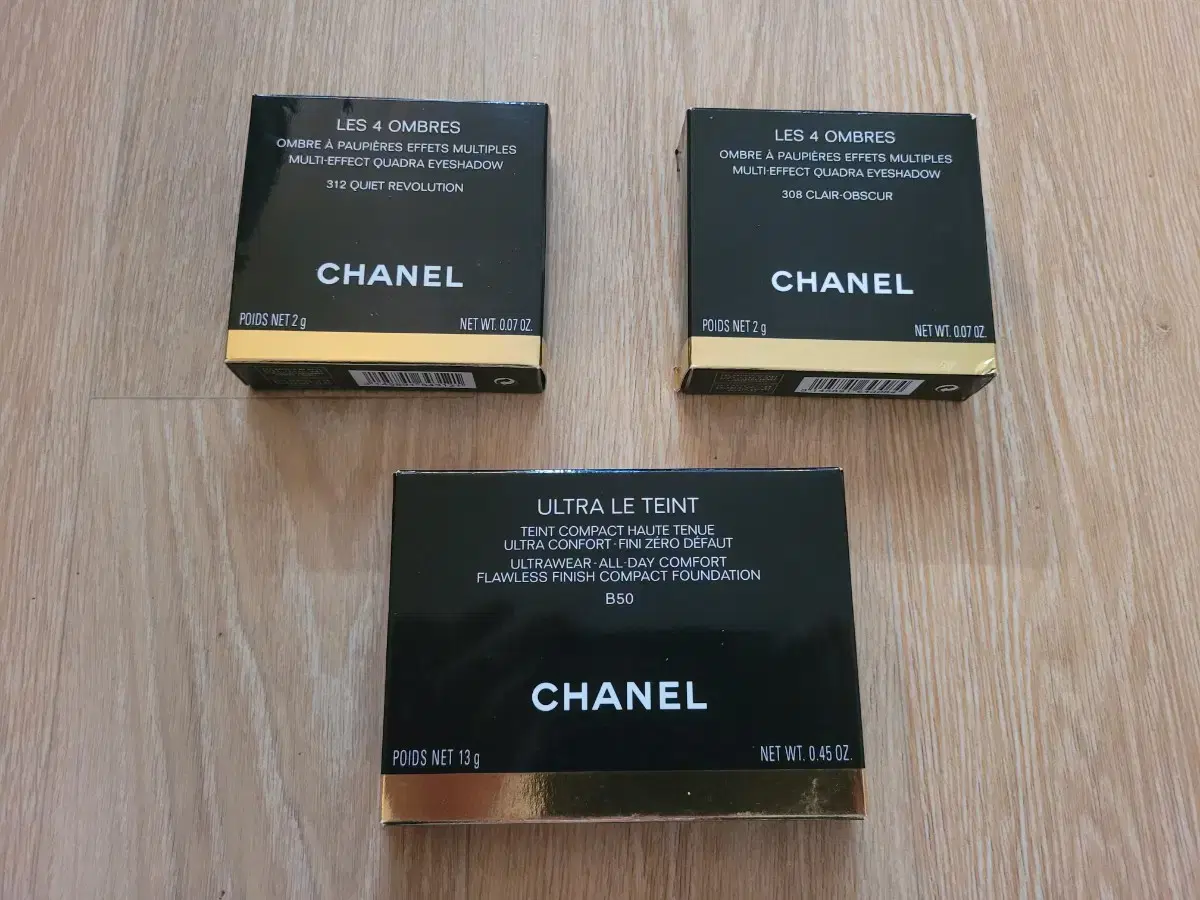 LES 4 OMBRES
OMBRE À PAUPIÈRES EFFETS MULTIPLES
MULTI-EFFECT QUADRA EYESHADOW
312 QUIET REVOLUTION
CHANEL
POIDS NET 2 g
NET WT. 0.07 OZ.
LES 4 OMBRES
OMBRE À PAUPIÈRES EFFETS MULTIPLES
MULTI-EFFECT QUADRA EYESHADOW
308 CLAIR-OBSCUR
CHANEL
POIDS NET 2 g
NET WT. 0.07 OZ.
ULTRA LE TEINT
TEINT COMPACT HAUTE TENUE
ULTRA CONFORT·FINI ZÉRO DÉFAUT
ULTRAWEAR·ALL-DAY COMFORT
FLAWLESS FINISH COMPACT FOUNDATION
B50
CHANEL
POIDS NET 13 g
NET WT. 0.45 OZ.